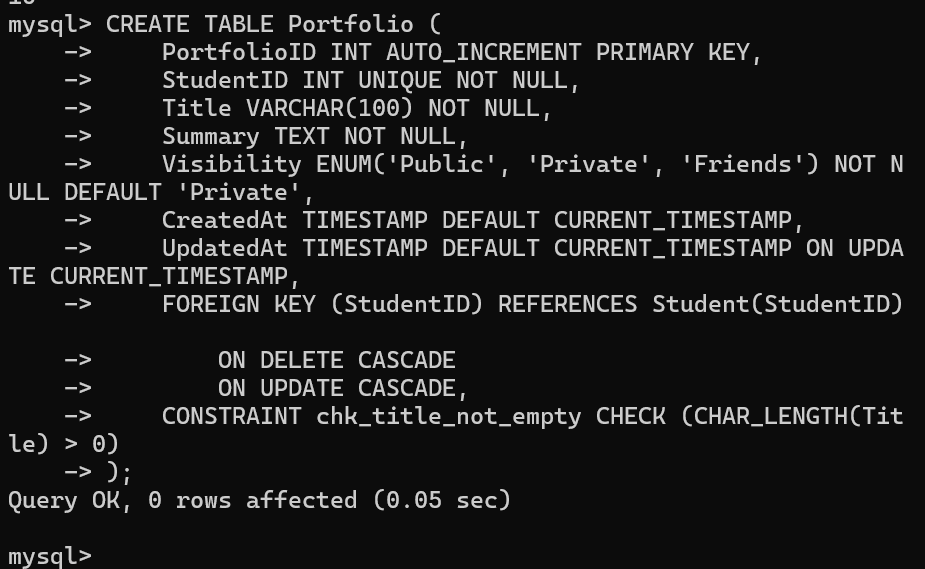 mysql> CREATE TABLE Portfolio (
    ->     PortfolioID INT AUTO_INCREMENT PRIMARY KEY,
    ->     StudentID INT UNIQUE NOT NULL,
    ->     Title VARCHAR(100) NOT NULL,
    ->     Summary TEXT NOT NULL,
    ->     Visibility ENUM('Public', 'Private', 'Friends') NOT N
ULL DEFAULT 'Private',
    ->     CreatedAt TIMESTAMP DEFAULT CURRENT_TIMESTAMP,
    ->     UpdatedAt TIMESTAMP DEFAULT CURRENT_TIMESTAMP ON UPDA
TE CURRENT_TIMESTAMP,
    ->     FOREIGN KEY (StudentID) REFERENCES Student(StudentID)
    ->         ON DELETE CASCADE
    ->         ON UPDATE CASCADE,
    ->     CONSTRAINT chk_title_not_empty CHECK (CHAR_LENGTH(Tit
le) > 0)
    -> );
Query OK, 0 rows affected (0.05 sec)
mysql>